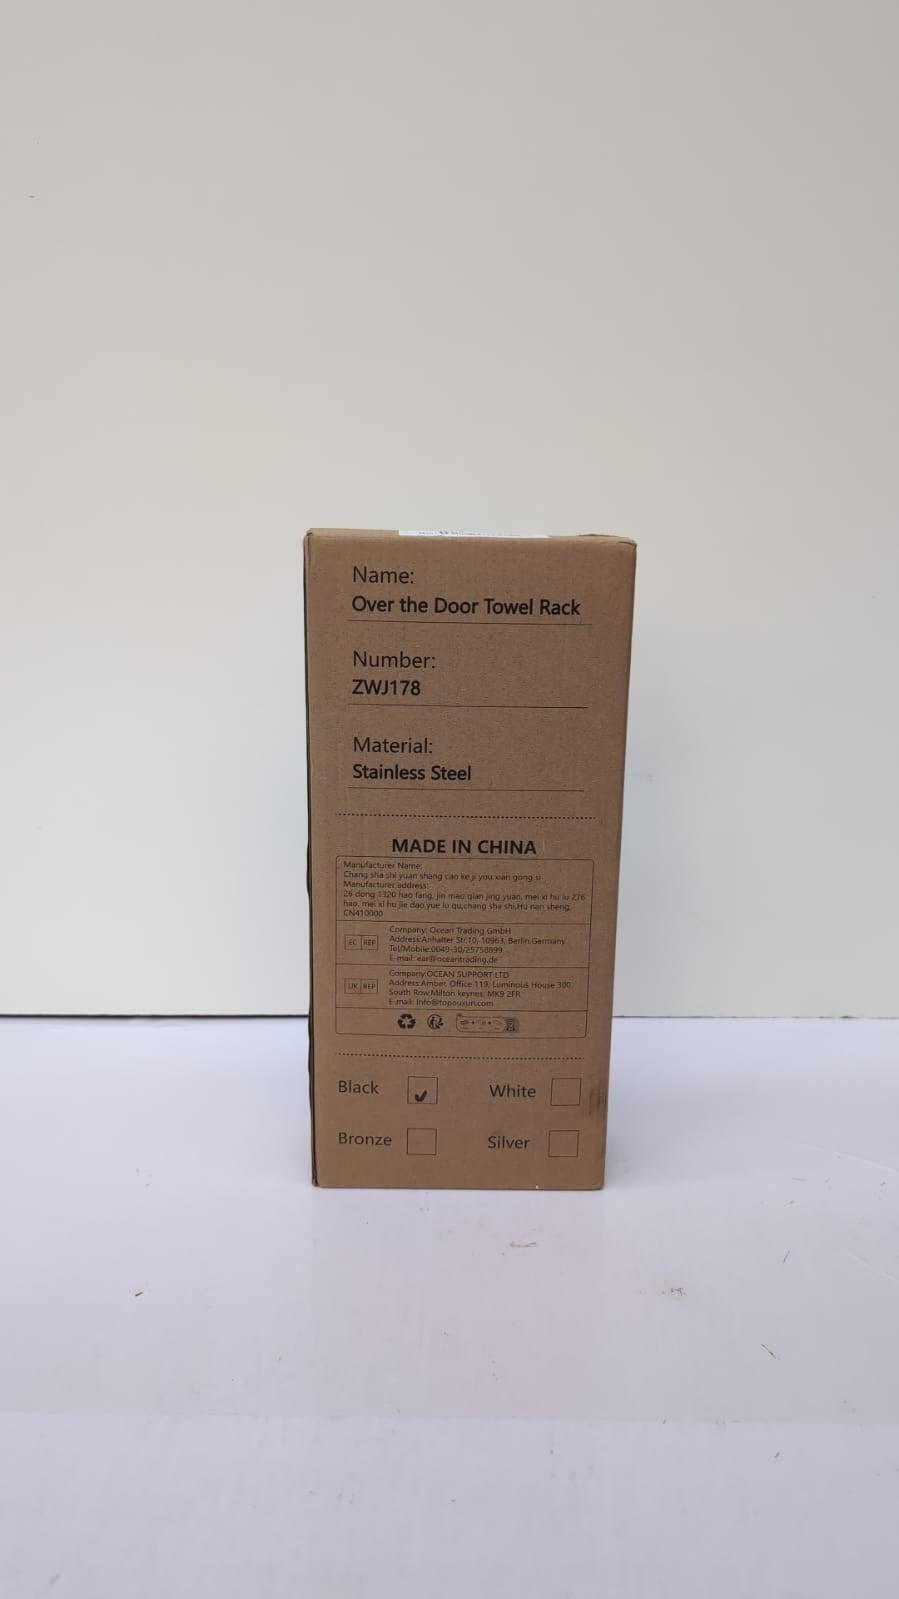 Name:
Over the Door Towel Rack
Number:
ZWJ178
Material:
Stainless Steel
MADE IN CHINA
Manufacturer Name:
Chang sha shi yuan shang cao ke ji you xian gong si
Manufacturer address:
26 dong 1320 hao fang, jin mao qian jing yuan, mei xi hu lu 276
hao, mei xi hu jie dao,yue lu qu,chang sha shi,Hu nan sheng,
CN410000
EC REP
Company: Ocean Trading GmbH
Address:Anhalter Str.10, 10963, Berlin,Germany
Tel/Mobile:0049-30/25758899
E-mail: ear@oceantrading.de
UK REP
Company:OCEAN SUPPORT LTD
Address:Amber, Office 119, Luminous House 300
South Row,Milton keynes, MK9 2FR
E-mail: Info@topouxun.com
Black
White
Bronze
Silver